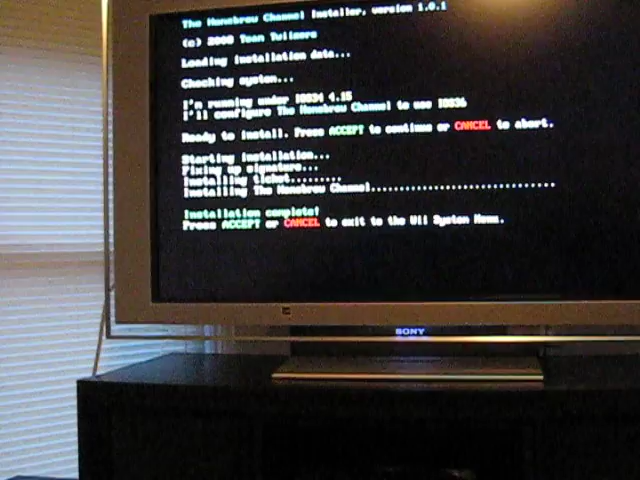 The Homebrew Channel Installer, version 1.0.1
(c) 2008 Team Twiizers
Loading installation data...
Checking system...
I'm running under IOS34 4.15
I'll configure The Homebrew Channel to use IOS36
Ready to install. Press ACCEPT to continue or CANCEL to abort.
Starting installation...
Fixing up signature...
Installing ticket.........
Installing The Homebrew Channel...............................
Installation complete!
Press ACCEPT or CANCEL to exit to the Wii System Menu.
SONY